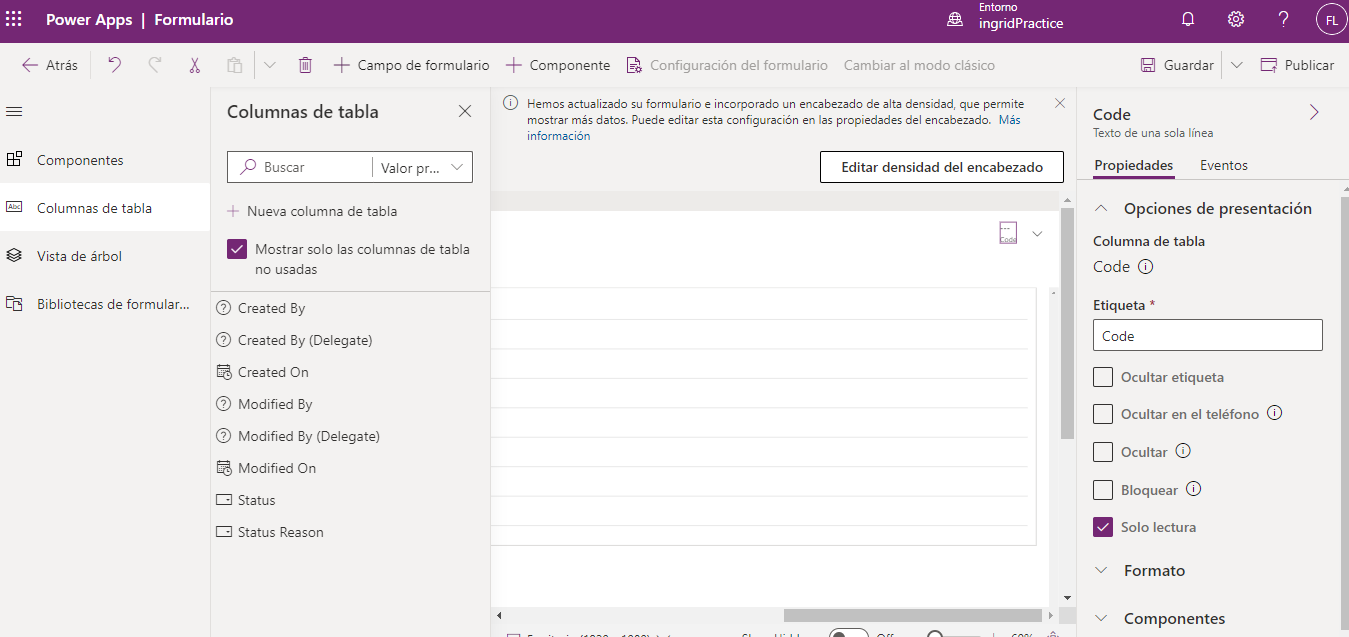 Power Apps | Formulario
Entorno
ingridPractice
FL
Atrás
Campo de formulario
Componente
Configuración del formulario
Cambiar al modo clásico
Guardar
Publicar
Componentes
Abc
Columnas de tabla
Vista de árbol
Bibliotecas de formular...
Columnas de tabla
Buscar
Valor pr...
Nueva columna de tabla
Mostrar solo las columnas de tabla
no usadas
Created By
Created By (Delegate)
Created On
Modified By
Modified By (Delegate)
Modified On
Status
Status Reason
Hemos actualizado su formulario e incorporado un encabezado de alta densidad, que permite
mostrar más datos. Puede editar esta configuración en las propiedades del encabezado. Más
información
Editar densidad del encabezado
---
Code
Code
Texto de una sola línea
Propiedades
Eventos
Opciones de presentación
Columna de tabla
Code
Etiqueta *
Code
Ocultar etiqueta
Ocultar en el teléfono
Ocultar
Bloquear
Solo lectura
Formato
Componentes